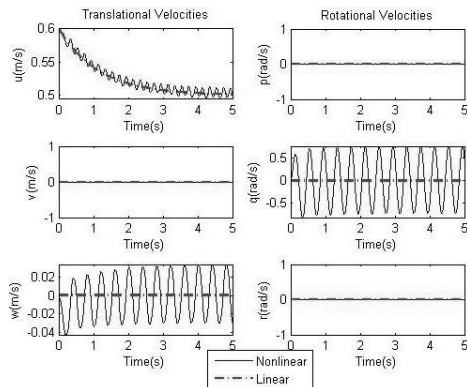 Translational Velocities
0.6
0.55
0.5
u(m/s)
0 1 2 3 4 5
Time(s)
Rotational Velocities
1
0
-1
p(rad/s)
0 1 2 3 4 5
Time(s)
1
0
-1
v(m/s)
0 1 2 3 4 5
Time(s)
0.5
0
-0.5
q(rad/s)
0 1 2 3 4 5
Time(s)
0.02
0
-0.02
-0.04
w(m/s)
0 1 2 3 4 5
Time(s)
1
0
-1
r(rad/s)
0 1 2 3 4 5
Time(s)
Nonlinear
Linear